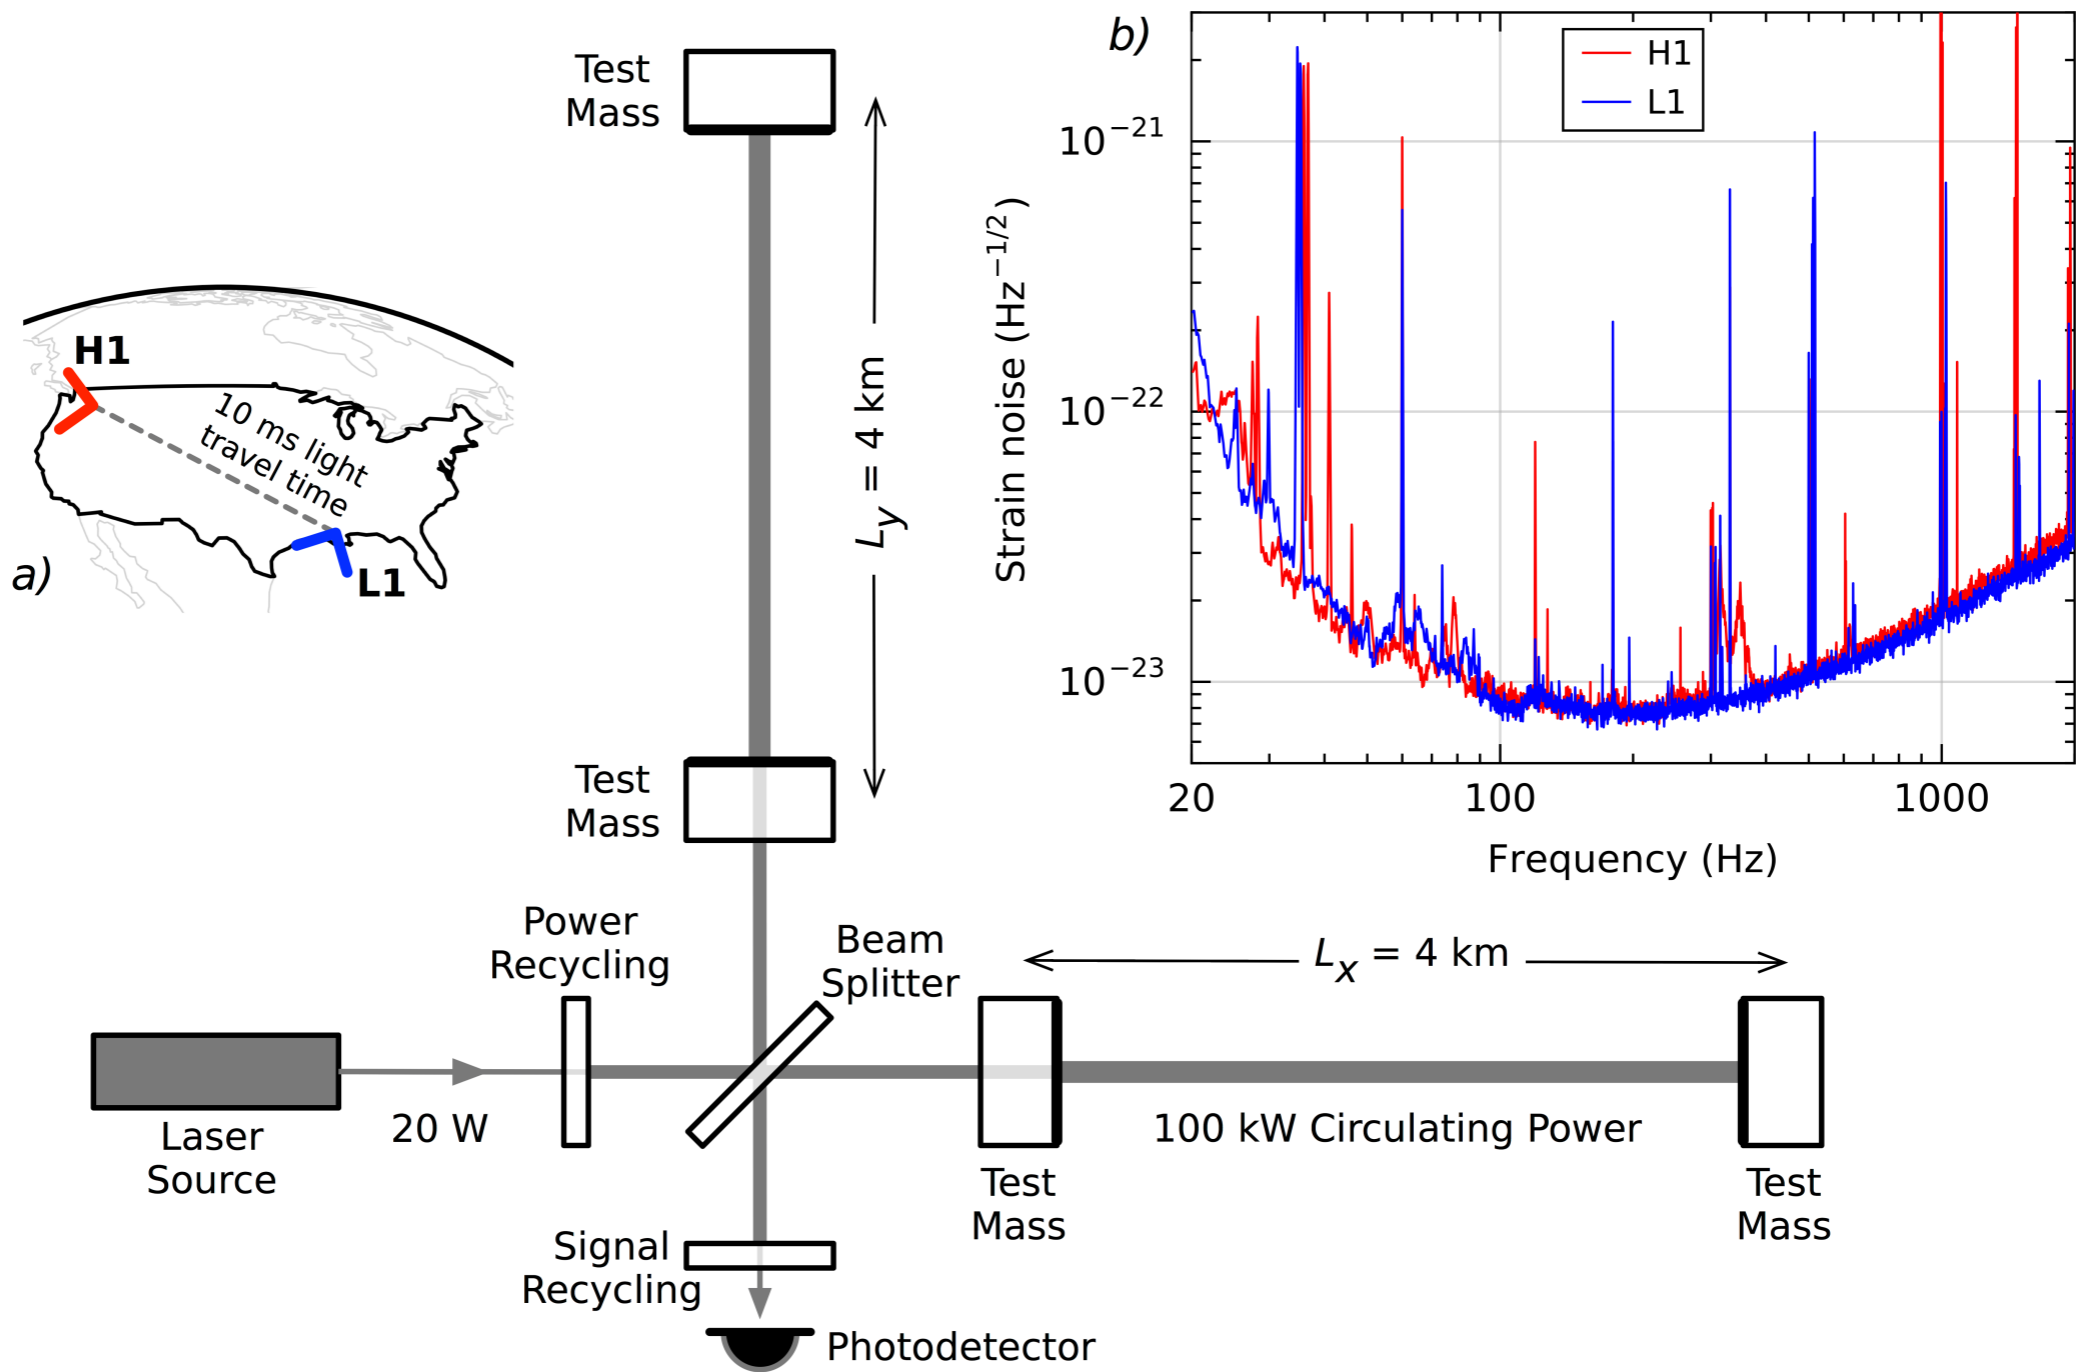 Test
Mass
L_y = 4 km
H1
10 ms light
travel time
L1
a)
b)
H1
L1
10^{-21}
10^{-22}
10^{-23}
Strain noise (Hz^{-1/2})
20
100
1000
Frequency (Hz)
Test
Mass
Power
Recycling
Beam
Splitter
L_x = 4 km
Laser
Source
20 W
100 kW Circulating Power
Test
Mass
Test
Mass
Signal
Recycling
Photodetector